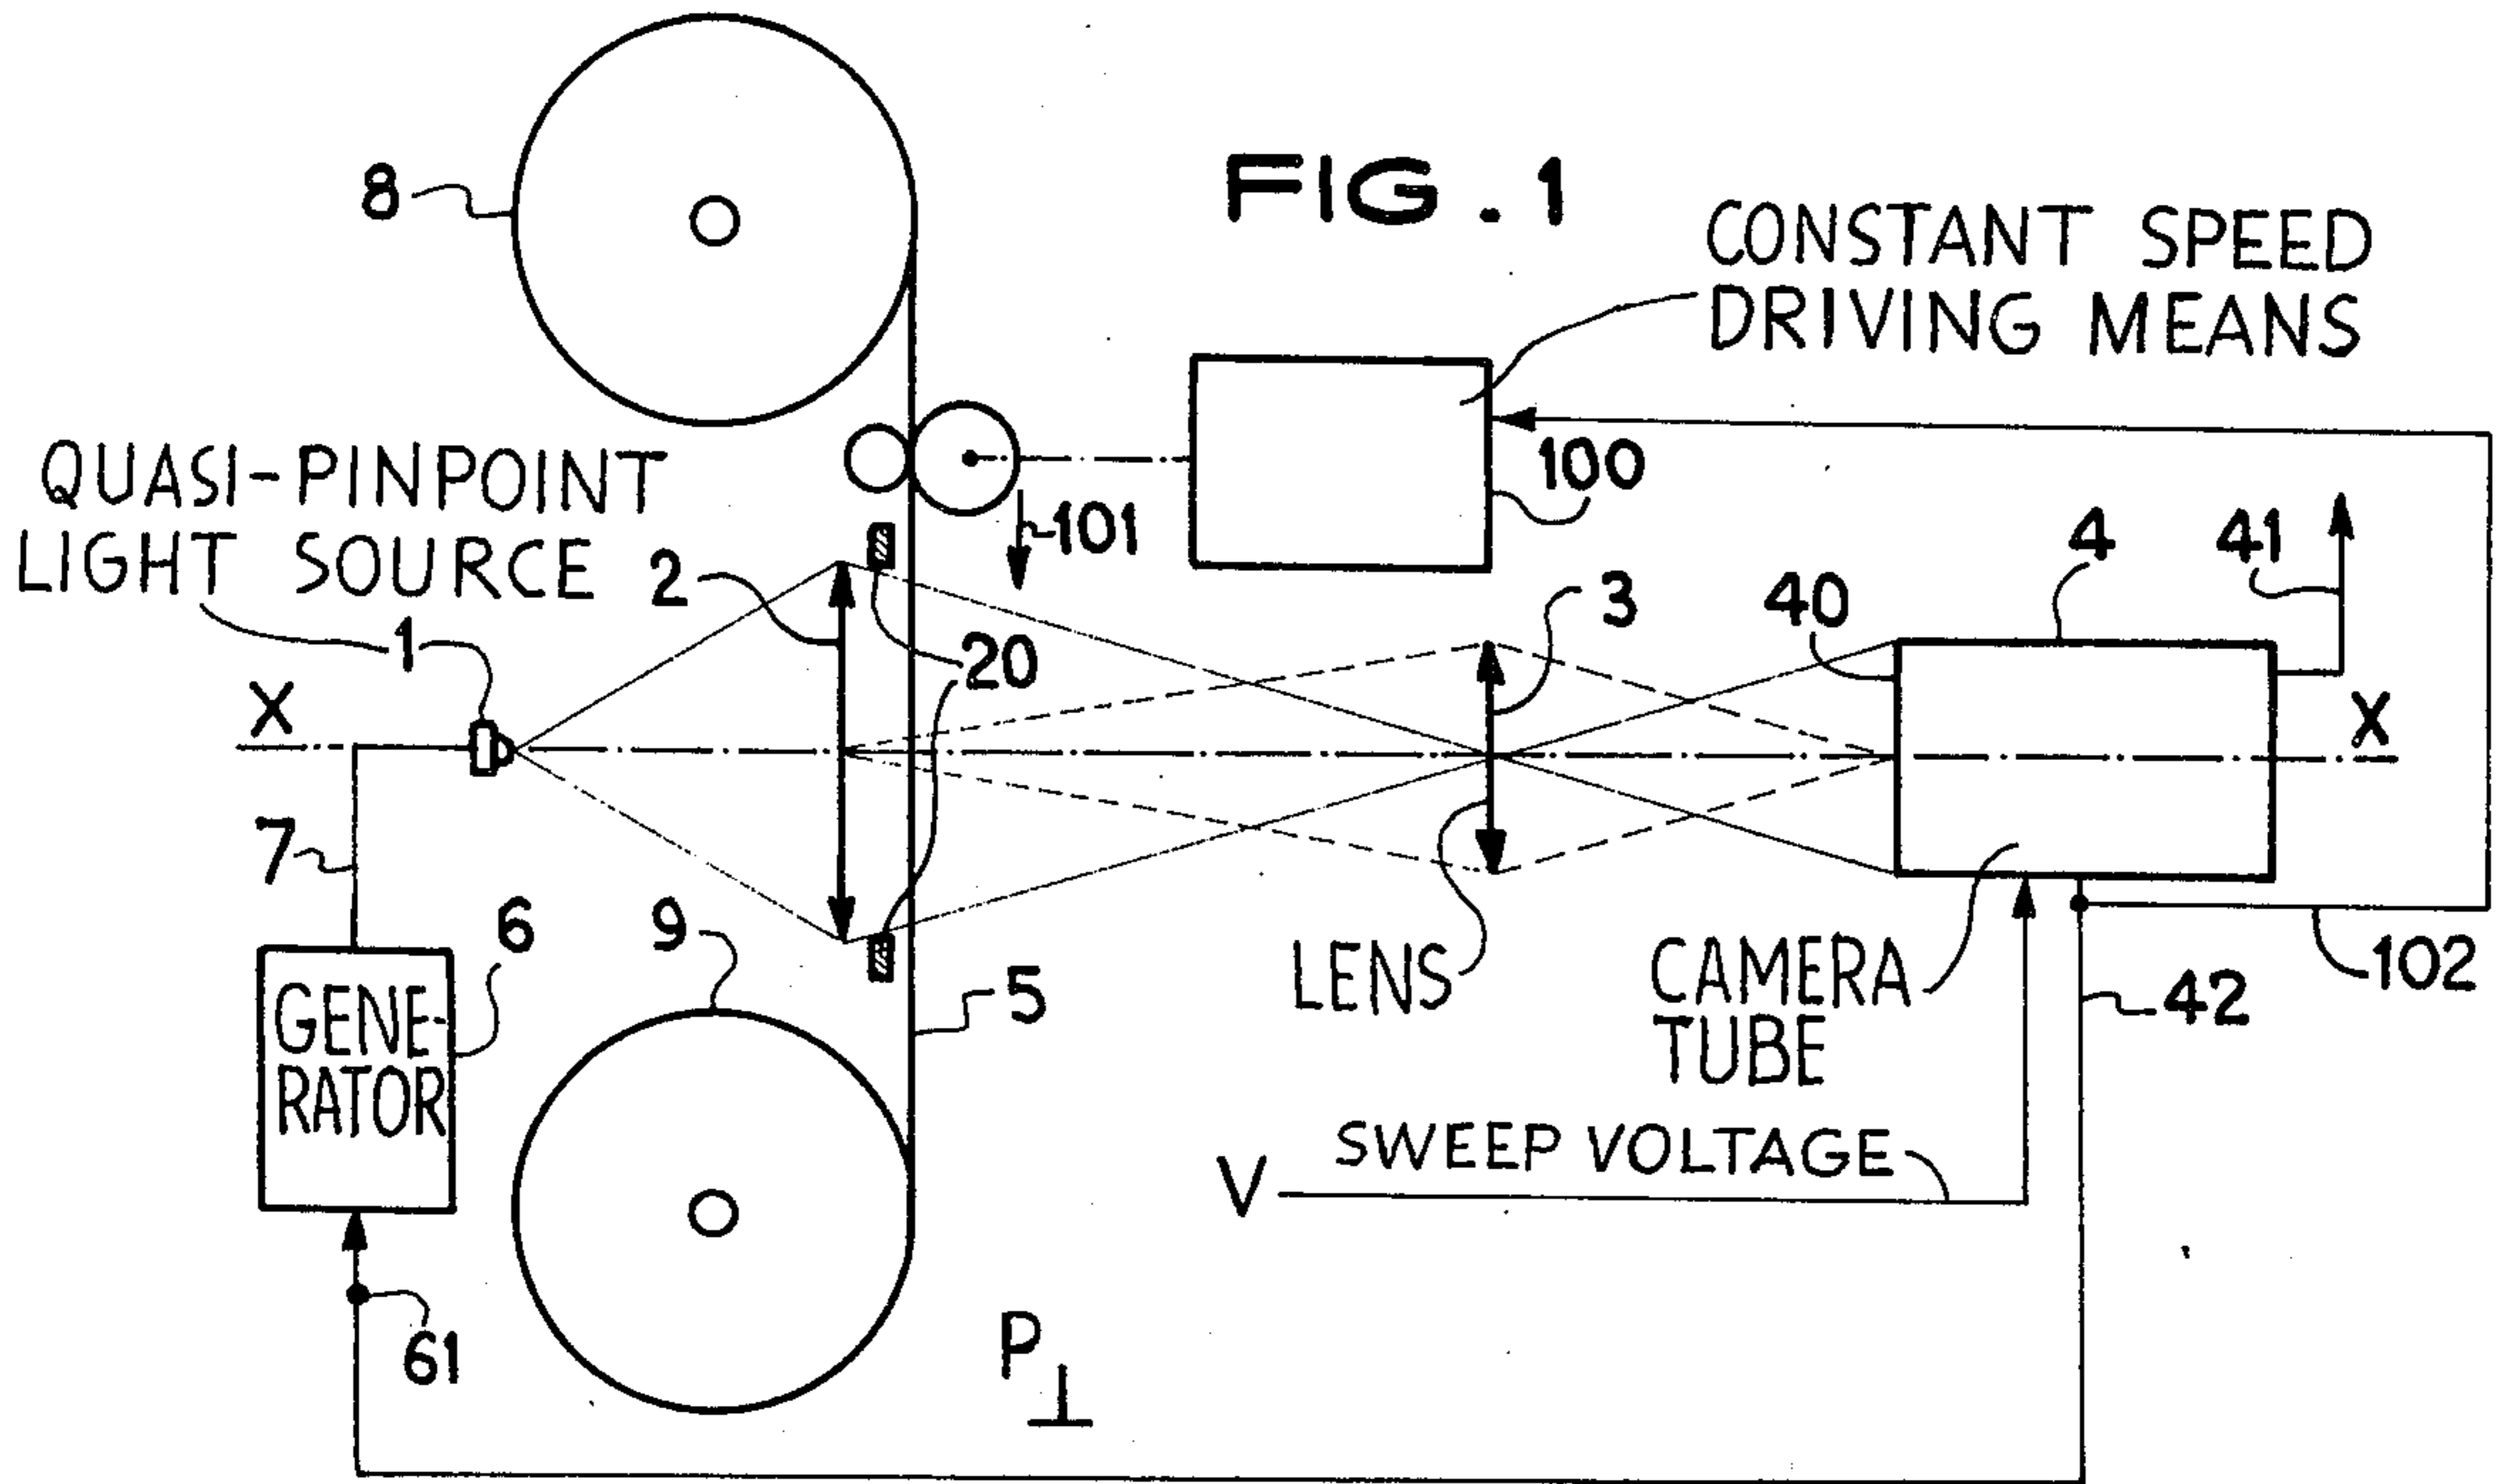 FIG. 1
8
CONSTANT SPEED
DRIVING MEANS
QUASI-PINPOINT
LIGHT SOURCE
100
101
2
1
20
3
40
4
41
X
X
7
6
9
5
LENS
CAMERA
TUBE
102
42
GENE-
RATOR
SWEEP VOLTAGE
V
61
P⊥